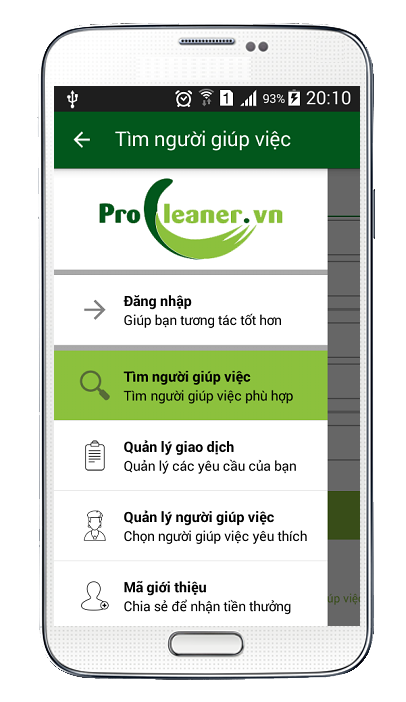 1 93% 20:10
Tìm người giúp việc
ProCleaner.vn
Đăng nhập
Giúp bạn tương tác tốt hơn
Tìm người giúp việc
Tìm người giúp việc phù hợp
Quản lý giao dịch
Quản lý các yêu cầu của bạn
Quản lý người giúp việc
Chọn người giúp việc yêu thích
Mã giới thiệu
Chia sẻ để nhận tiền thưởng
giúp việc